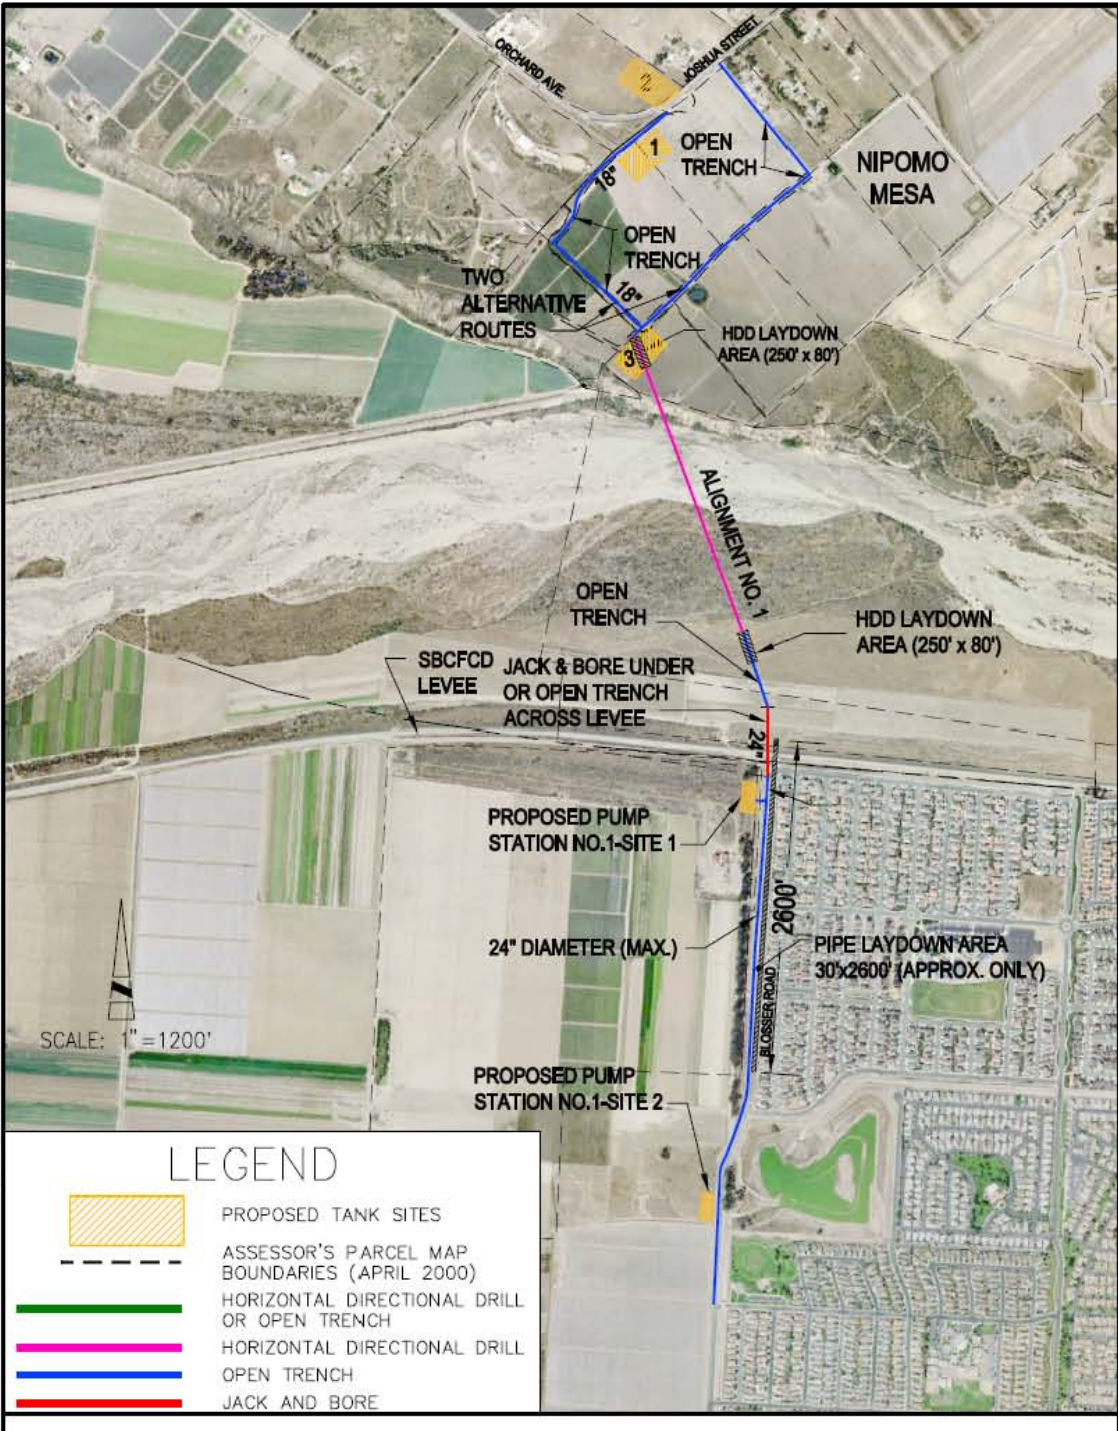 ORCHARD AVE.
JOSHUA STREET
2
1
OPEN
TRENCH
NIPOMO
MESA
18"
OPEN
TRENCH
TWO
ALTERNATIVE
ROUTES
18"
HDD LAYDOWN
AREA (250' x 80')
3
ALIGNMENT NO. 1
OPEN
TRENCH
HDD LAYDOWN
AREA (250' x 80')
SBCFCD
LEVEE
JACK & BORE UNDER
OR OPEN TRENCH
ACROSS LEVEE
24"
PROPOSED PUMP
STATION NO.1-SITE 1
2600'
24" DIAMETER (MAX.)
PIPE LAYDOWN AREA
30'x2600' (APPROX. ONLY)
BLOSSER ROAD
SCALE: 1"=1200'
PROPOSED PUMP
STATION NO.1-SITE 2
LEGEND
PROPOSED TANK SITES
ASSESSOR'S PARCEL MAP
BOUNDARIES (APRIL 2000)
HORIZONTAL DIRECTIONAL DRILL
OR OPEN TRENCH
HORIZONTAL DIRECTIONAL DRILL
OPEN TRENCH
JACK AND BORE